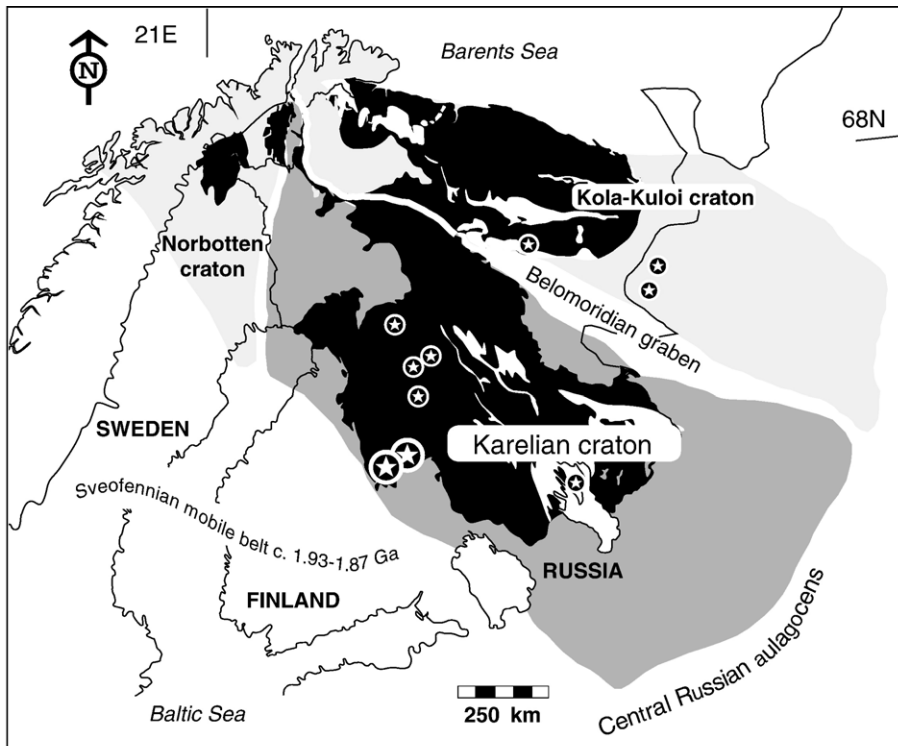 21E
Barents Sea
N
68N
Kola-Kuloi craton
Norbotten
craton
Belomoridian graben
SWEDEN
Karelian craton
Sveofennian mobile belt c. 1.93-1.87 Ga
RUSSIA
FINLAND
Central Russian aulagocens
Baltic Sea
250 km